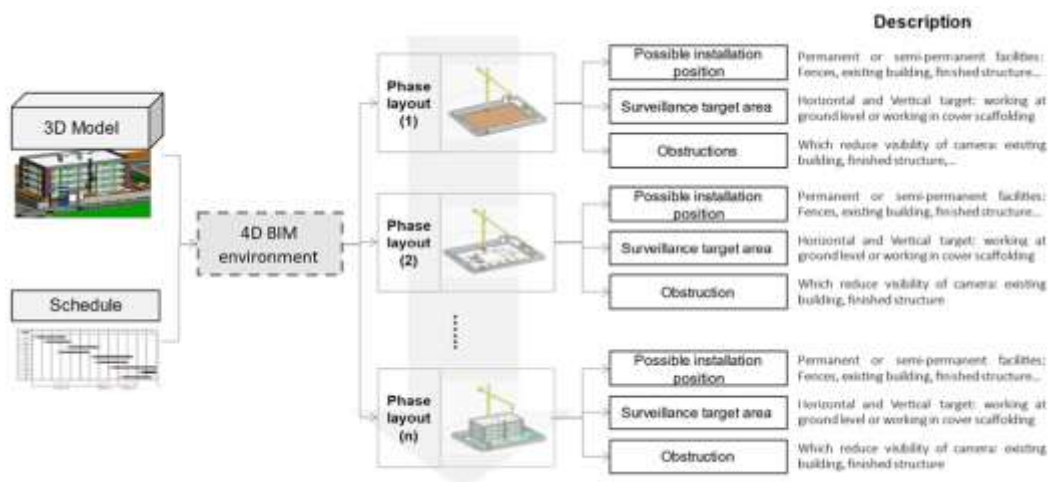 Description
3D Model
Schedule
4D BIM
environment
Phase
layout
(1)
Possible installation
position
Permanent or semi-permanent facilities:
Fences, existing building, finished structure...
Surveillance target area
Horizontal and Vertical target: working at
ground level or working in cover scaffolding
Obstructions
Which reduce visibility of camera: existing
building, finished structure,...
Phase
layout
(2)
Possible installation
position
Permanent or semi-permanent facilities:
Fences, existing building, finished structure...
Surveillance target area
Horizontal and Vertical target: working at
ground level or working in cover scaffolding
Obstruction
Which reduce visibility of camera: existing
building, finished structure
Phase
layout
(n)
Possible installation
position
Permanent or semi-permanent facilities:
Fences, existing building, finished structure...
Surveillance target area
Horizontal and Vertical target: working at
ground level or working in cover scaffolding
Obstruction
Which reduce visibility of camera: existing
building, finished structure